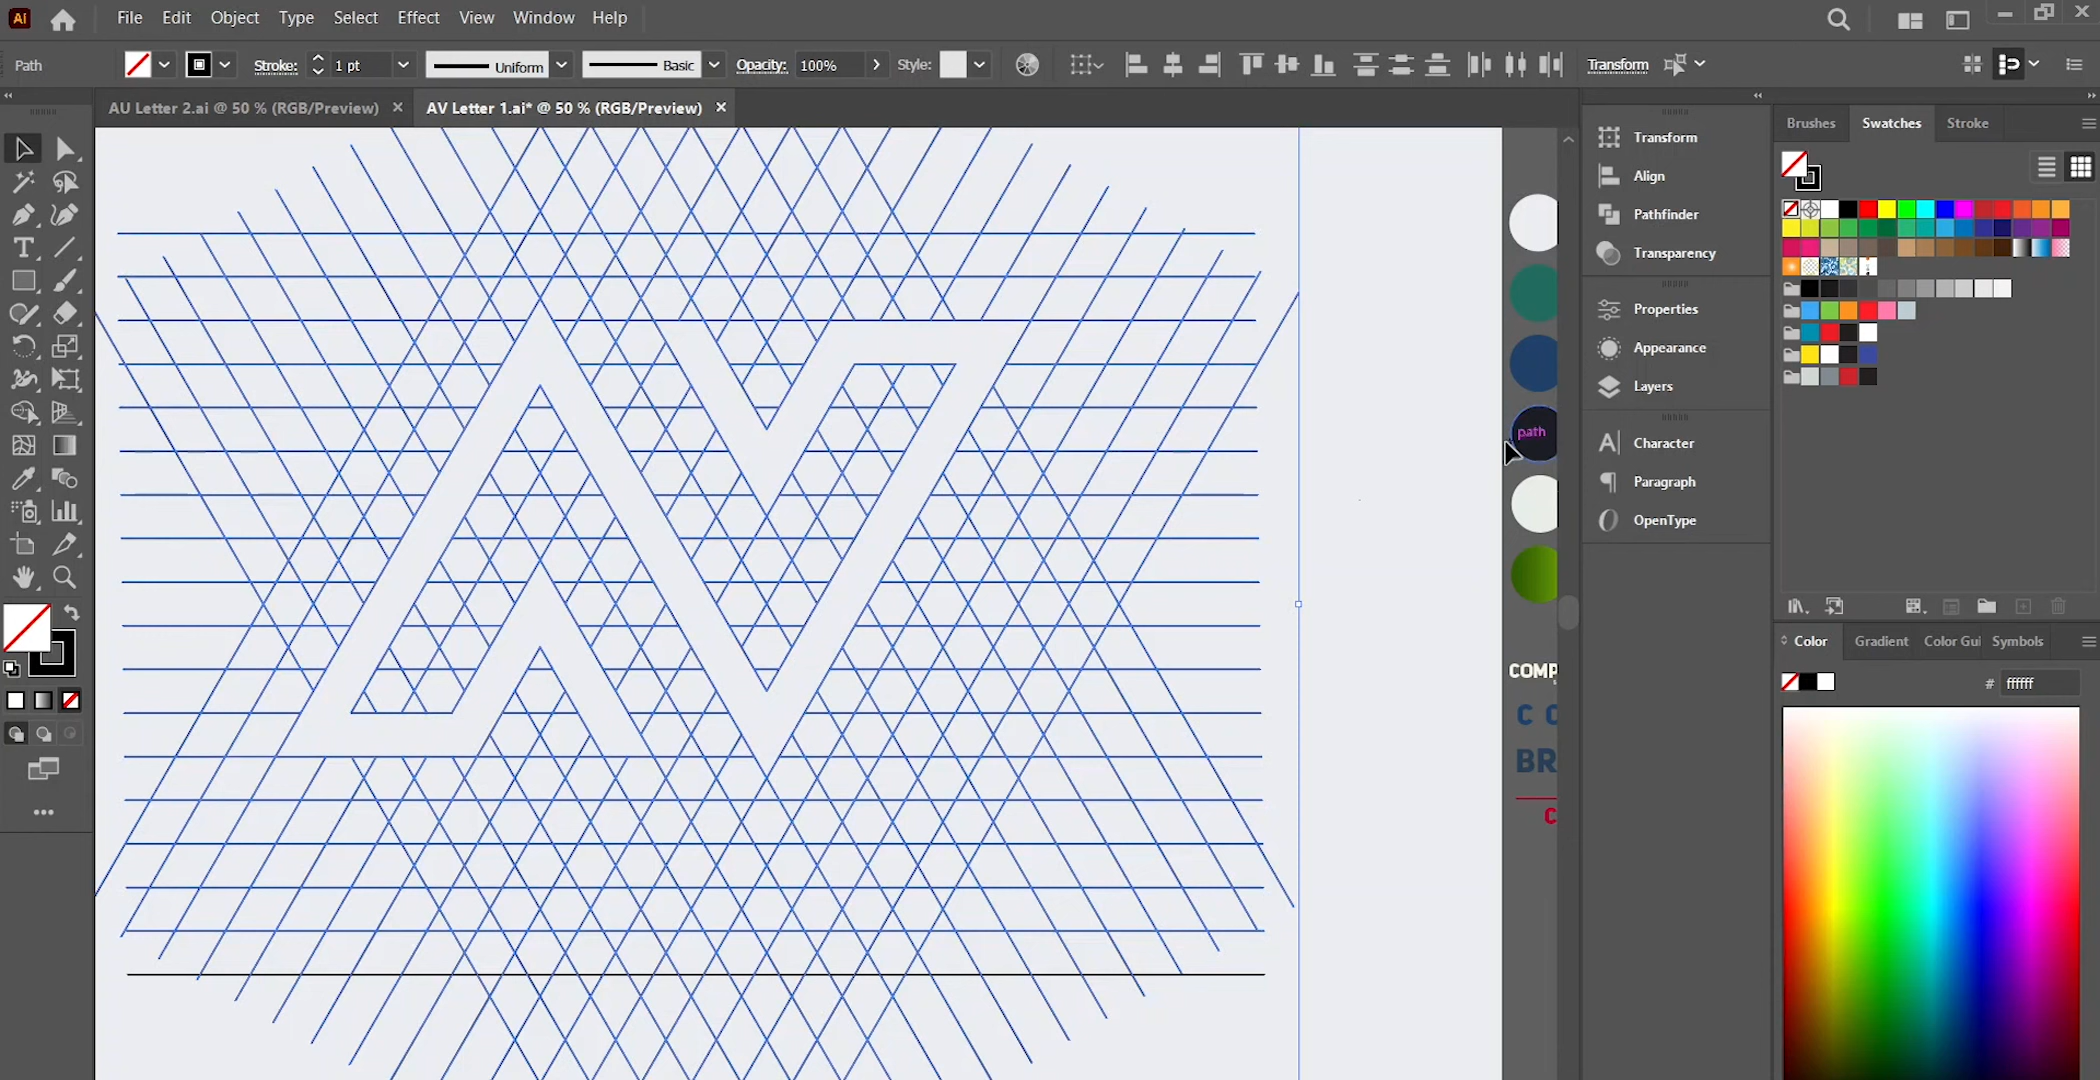 Ai File Edit Object Type Select Effect View Window Help
Path Stroke: 1 pt Uniform Basic Opacity: 100% Style: Transform
AU Letter 2.ai @ 50 % (RGB/Preview) × AV Letter 1.ai* @ 50 % (RGB/Preview) ×
Transform
Align
Pathfinder
Transparency
Properties
Appearance
Layers
Character
Paragraph
OpenType
Brushes Swatches Stroke
Color Gradient Color Gui Symbols
# ffffff
path
AV
COMP
C C
BR
C